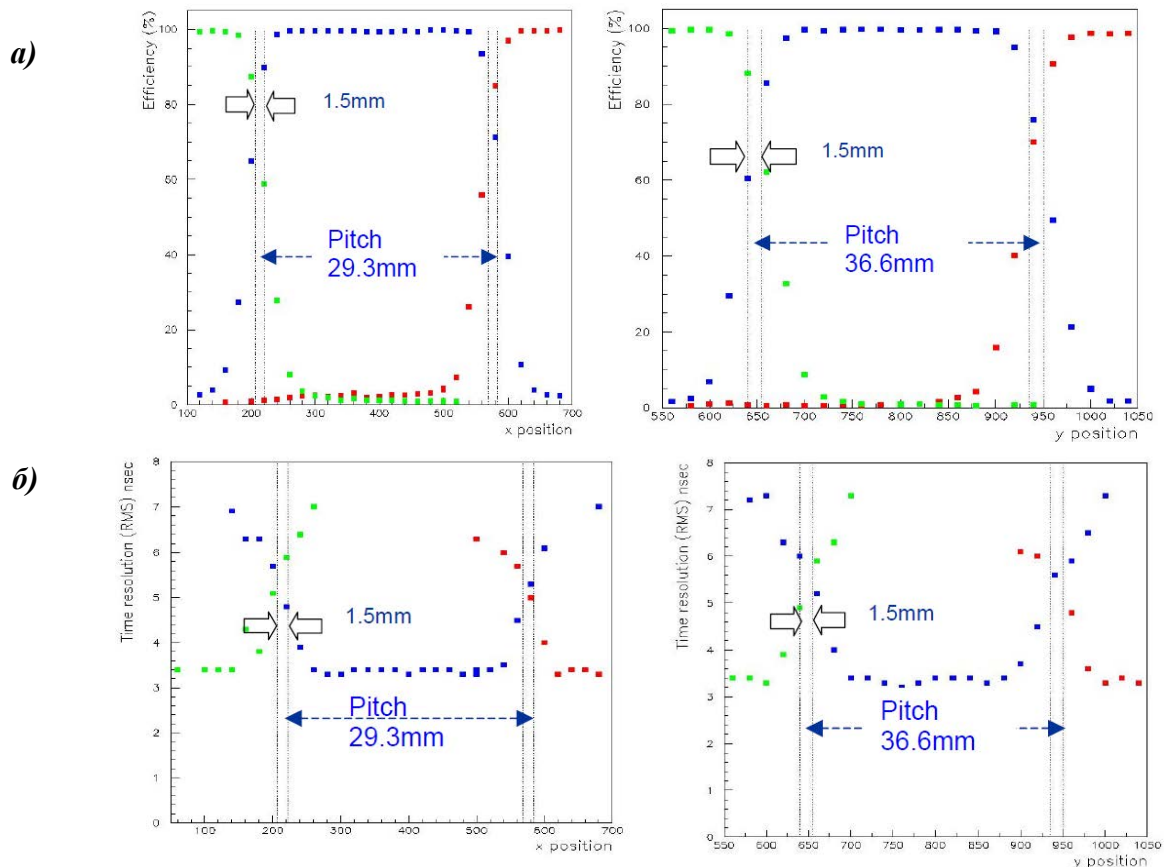 а)
Efficiency (%)
100
80
60
40
20
0
1.5mm
Pitch
29.3mm
100 200 300 400 500 600 700
x position
Efficiency (%)
100
80
60
40
20
0
1.5mm
Pitch
36.6mm
550 600 650 700 750 800 850 900 950 1000 1050
y position
б)
Time resolution (RMS) nsec
8
7
6
5
4
3
2
1
0
1.5mm
Pitch
29.3mm
100 200 300 400 500 600 700
x position
Time resolution (RMS) nsec
8
7
6
5
4
3
2
1
0
1.5mm
Pitch
36.6mm
550 600 650 700 750 800 850 900 950 1000 1050
y position